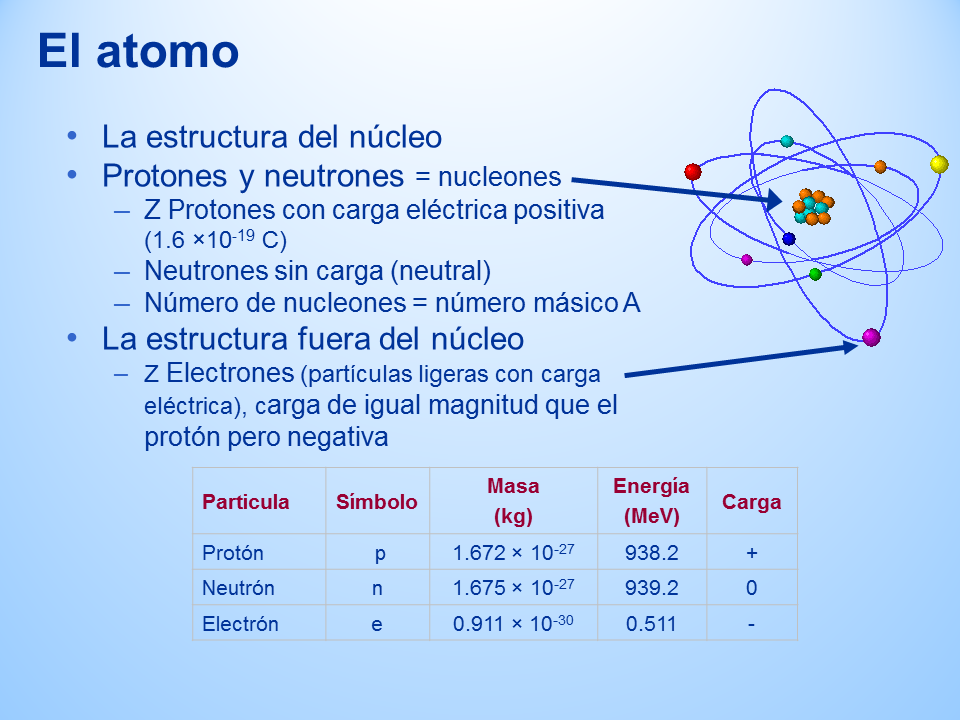 El atomo
• La estructura del núcleo
• Protones y neutrones = nucleones
– Z Protones con carga eléctrica positiva
(1.6 ×10⁻¹⁹ C)
– Neutrones sin carga (neutral)
– Número de nucleones = número másico A
• La estructura fuera del núcleo
– Z Electrones (partículas ligeras con carga
eléctrica), carga de igual magnitud que el
protón pero negativa
Particula Símbolo Masa (kg) Energía (MeV) Carga
Protón p 1.672 × 10⁻²⁷ 938.2 +
Neutrón n 1.675 × 10⁻²⁷ 939.2 0
Electrón e 0.911 × 10⁻³⁰ 0.511 -